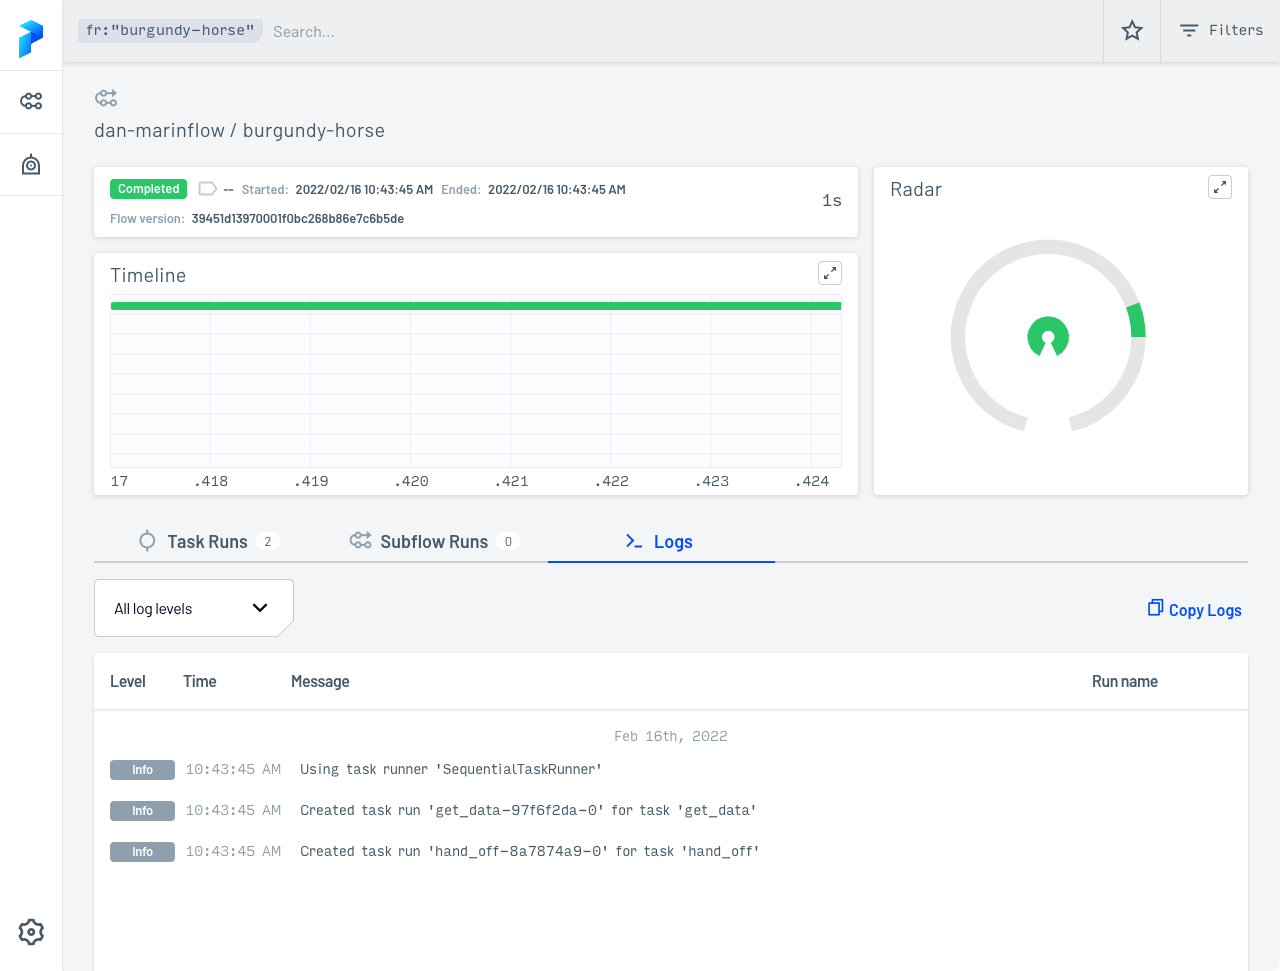 fr:"burgundy-horse" Search...
Filters
dan-marinflow / burgundy-horse
Completed -- Started: 2022/02/16 10:43:45 AM Ended: 2022/02/16 10:43:45 AM
Flow version: 39451d13970001f0bc268b86e7c6b5de
1s
Radar
Timeline
17 .418 .419 .420 .421 .422 .423 .424
Task Runs 2 Subflow Runs 0 Logs
All log levels
Copy Logs
Level Time Message Run name
Feb 16th, 2022
Info 10:43:45 AM Using task runner 'SequentialTaskRunner'
Info 10:43:45 AM Created task run 'get_data-97f6f2da-0' for task 'get_data'
Info 10:43:45 AM Created task run 'hand_off-8a7874a9-0' for task 'hand_off'